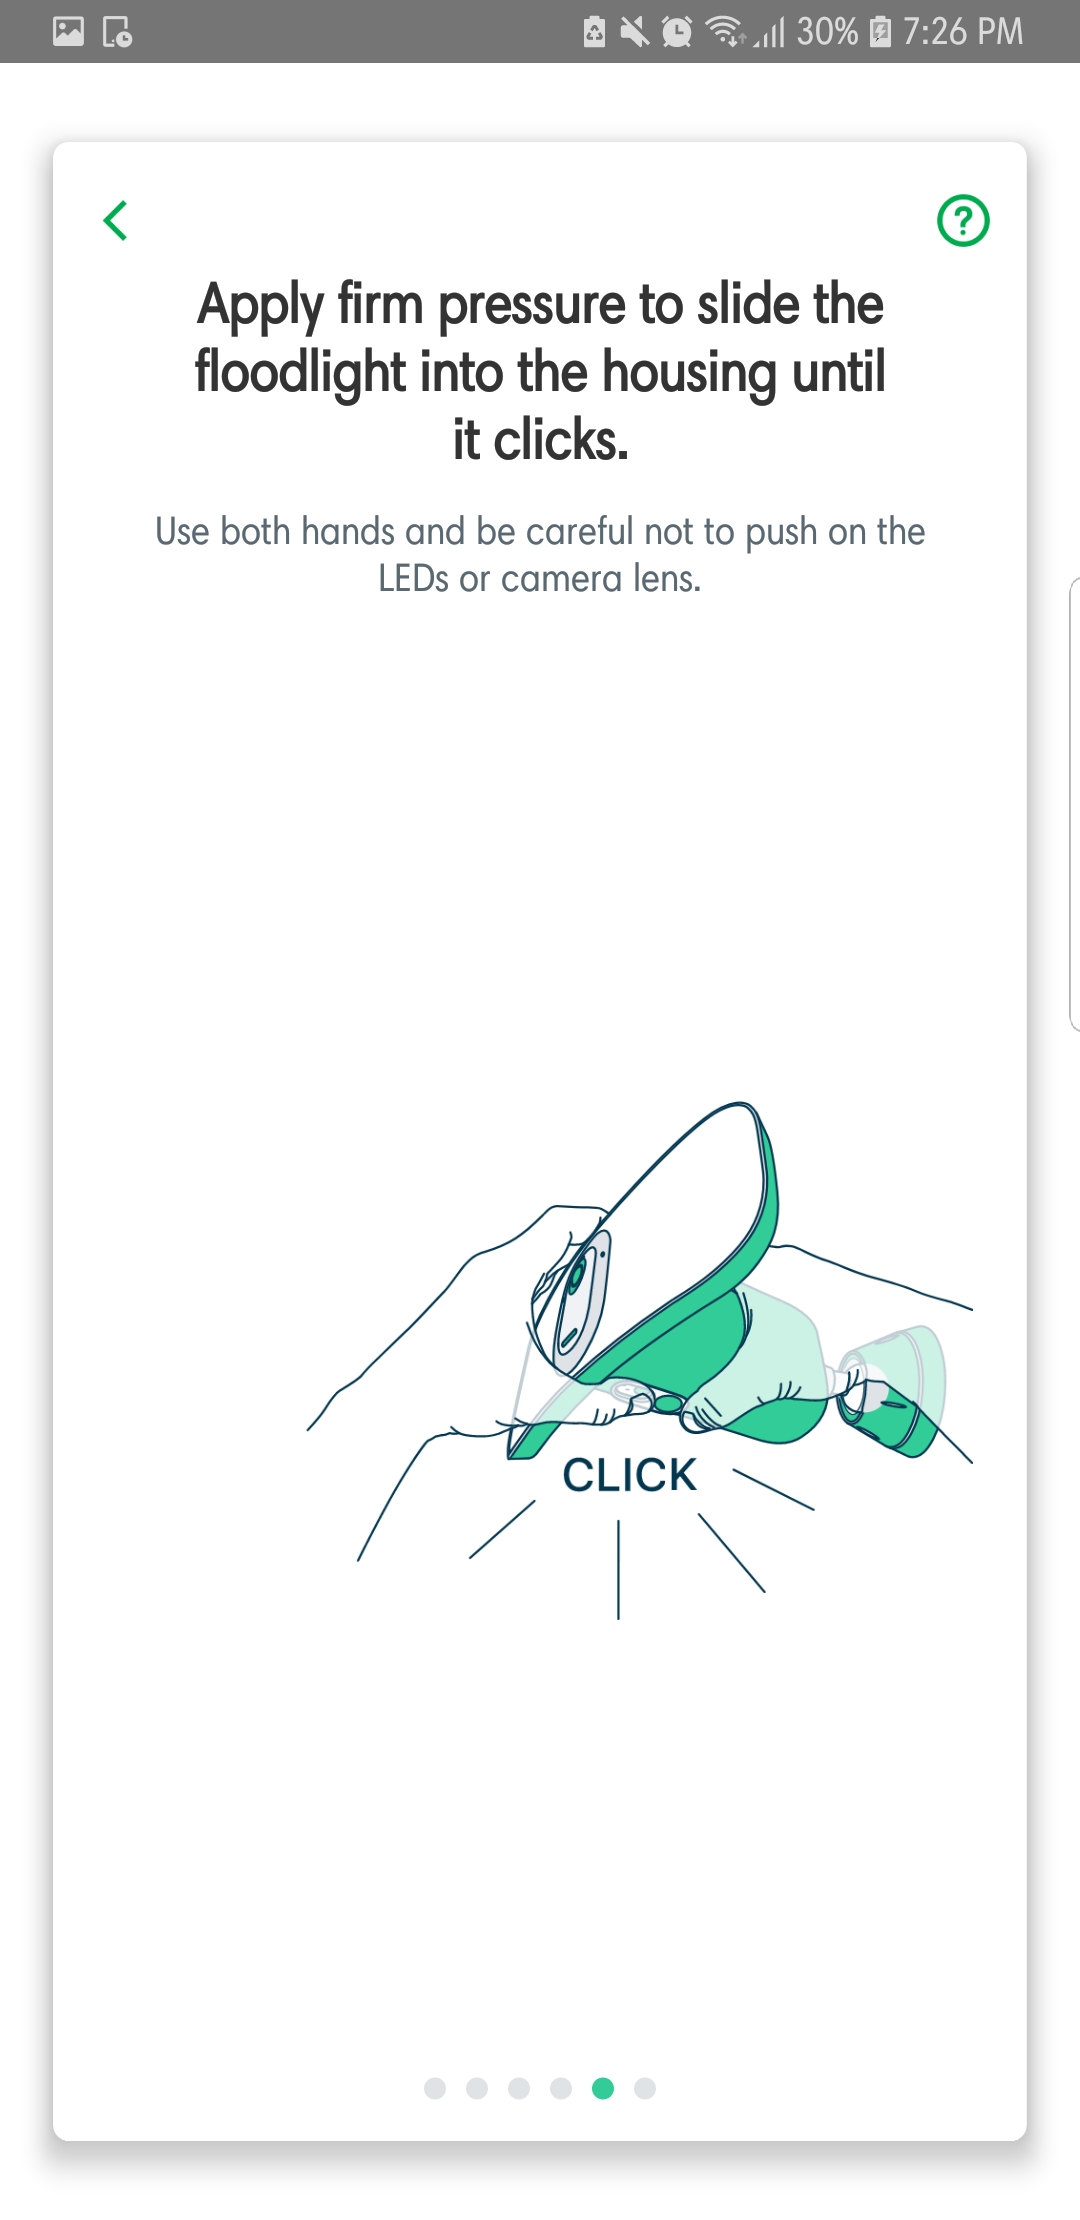 30% 7:26 PM
?
Apply firm pressure to slide the
floodlight into the housing until
it clicks.
Use both hands and be careful not to push on the
LEDs or camera lens.
CLICK